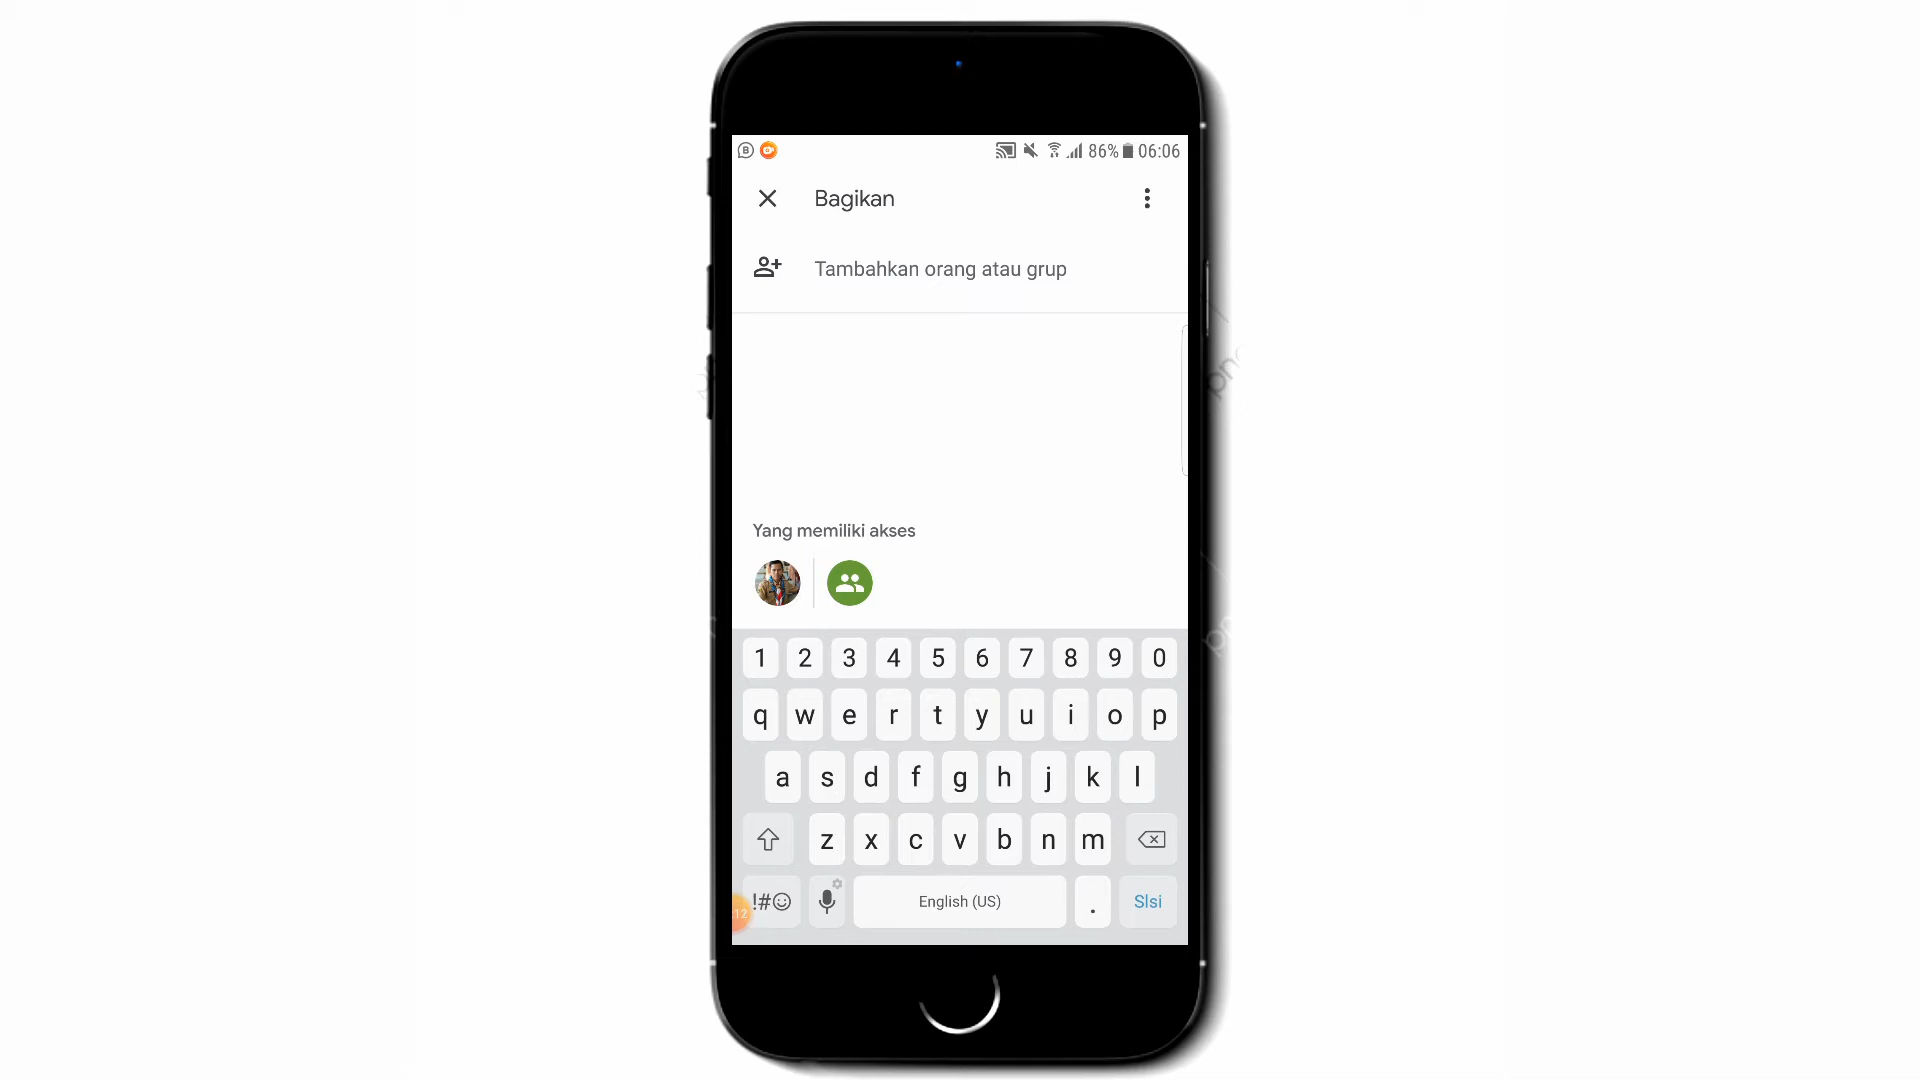 86% 06:06
Bagikan
Tambahkan orang atau grup
Yang memiliki akses
1 2 3 4 5 6 7 8 9 0
q w e r t y u i o p
a s d f g h j k l
z x c v b n m
:12 !#☺ English (US) . Slsi